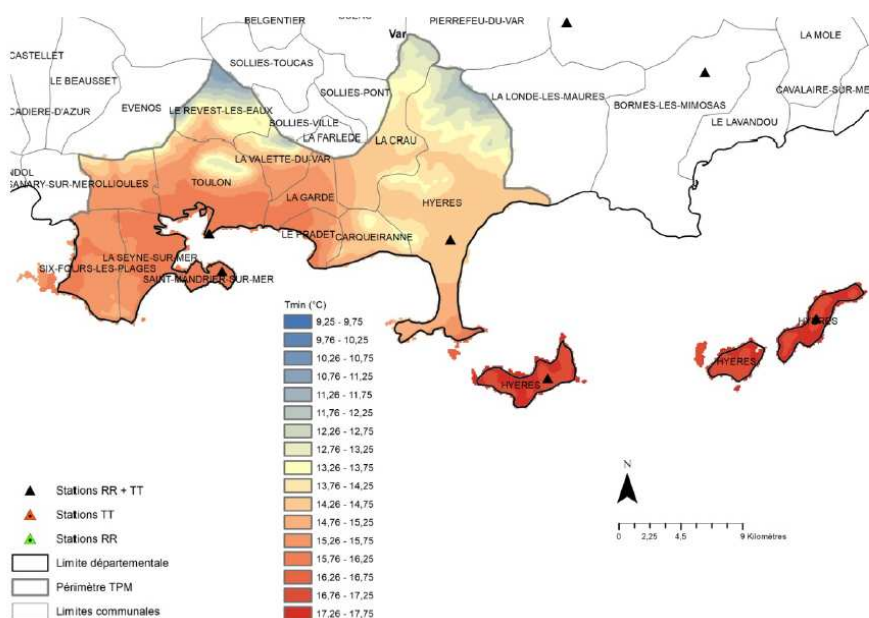 BELGENTIER
PIERREFEU-DU-VAR
Var
LA MOLE
CASTELLET
SOLLIES-TOUCAS
LE BEAUSSET
SOLLIES-PONT
LA LONDE-LES-MAURES
CAVALAIRE-SUR-ME
CADIERE-D'AZUR
EVENOS
LE REVEST-LES-EAUX
BORMES-LES-MIMOSAS
SOLLIES-VILLE
LE LAVANDOU
LA FARLEDE
LA CRAU
LA VALETTE-DU-VAR
NDOL
SANARY-SUR-MEROLLIOULES
TOULON
LA GARDE
HYERES
LE PRADET
CARQUEIRANNE
LA SEYNE-SUR-MER
SIX-FOURS-LES-PLAGES
SAINT-MANDRIER-SUR-MER
HYERES
HYERES
HYERES
Tmin (°C)
9,25 - 9,75
9,76 - 10,25
10,26 - 10,75
10,76 - 11,25
11,26 - 11,75
11,76 - 12,25
12,26 - 12,75
12,76 - 13,25
13,26 - 13,75
13,76 - 14,25
14,26 - 14,75
14,76 - 15,25
15,26 - 15,75
15,76 - 16,25
16,26 - 16,75
16,76 - 17,25
17,26 - 17,75
Stations RR + TT
Stations TT
Stations RR
Limite départementale
Périmètre TPM
Limites communales
N
0 2,25 4,5 9 Kilomètres